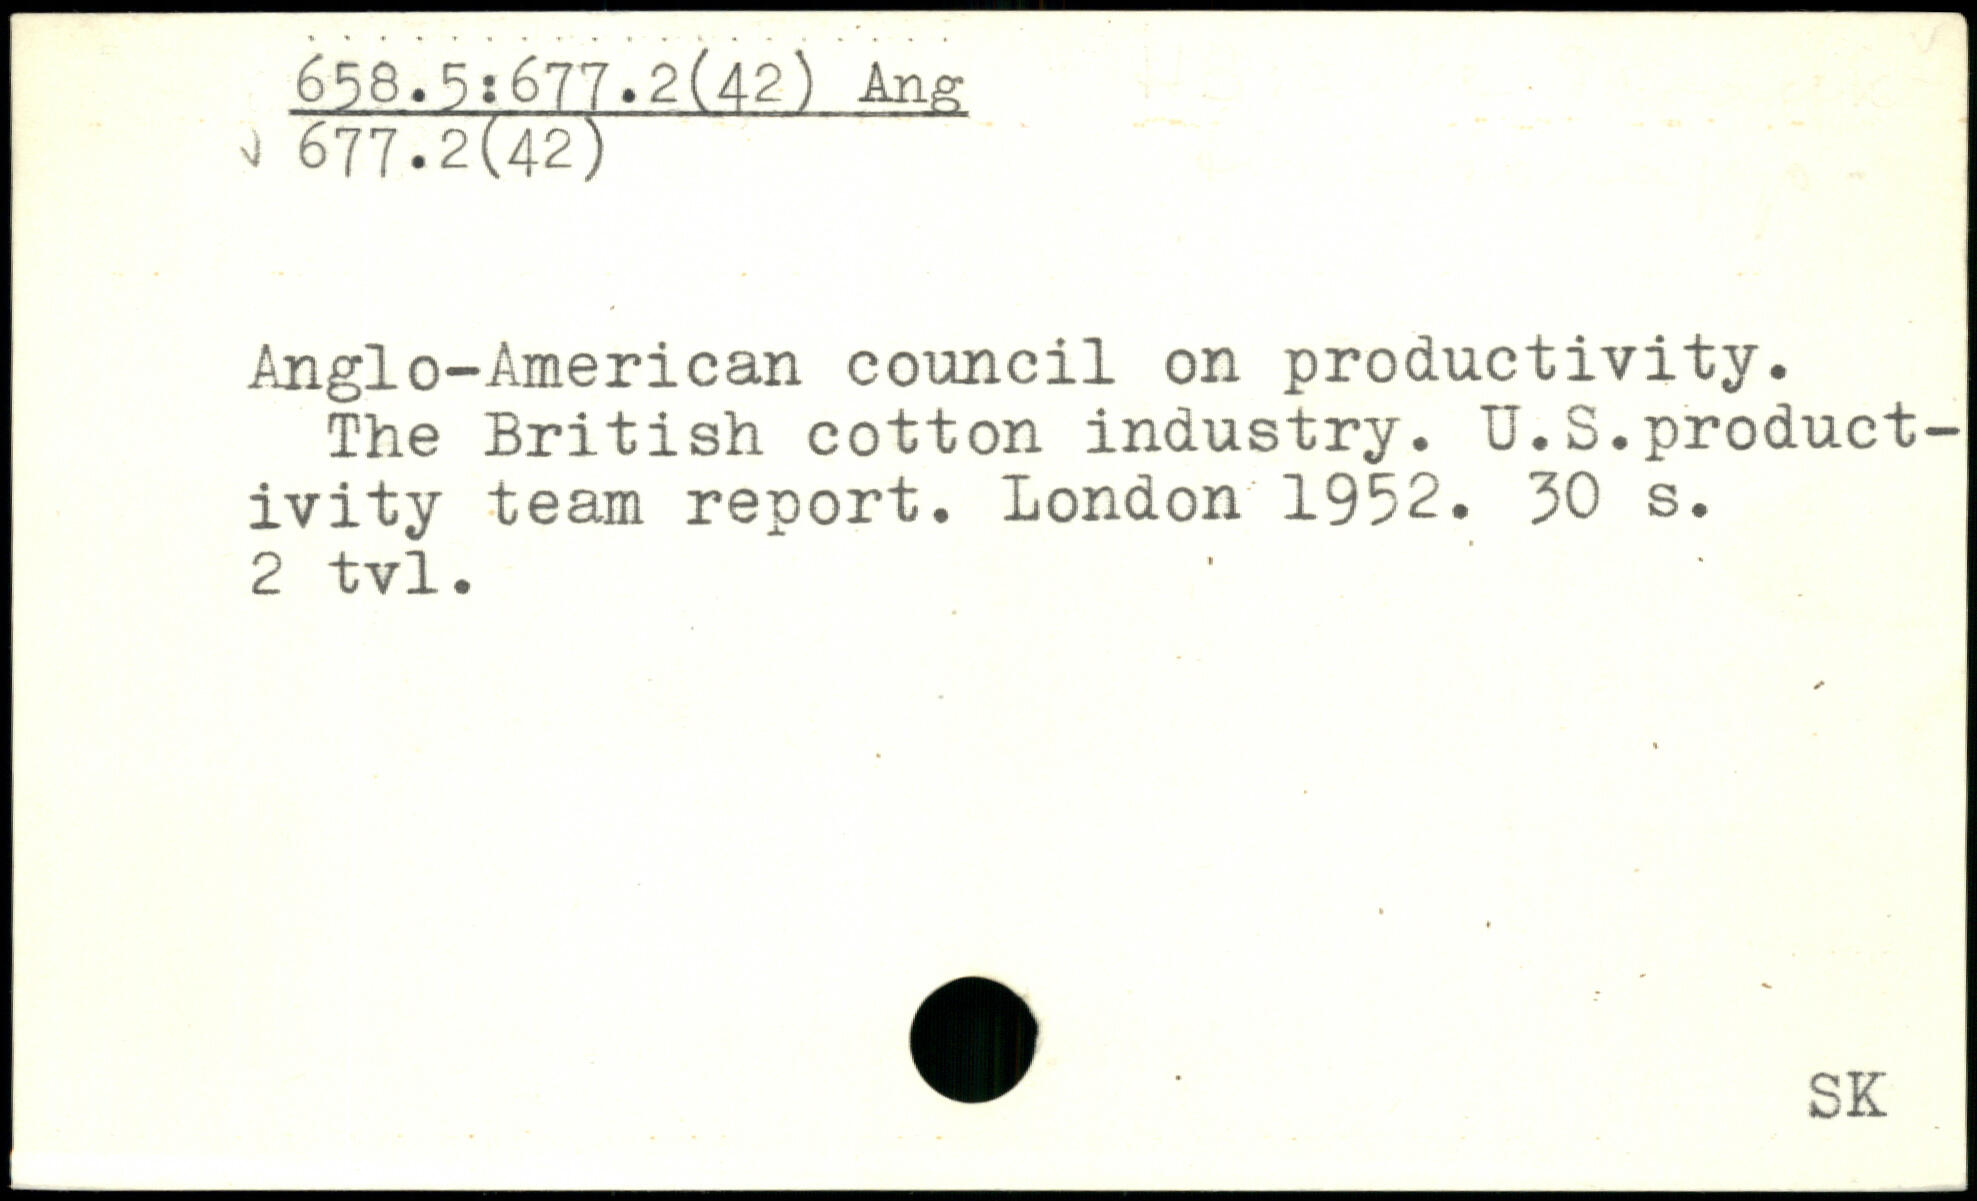 658.5:677.2(42) Ang
677.2(42)
Anglo-American council on productivity.
The British cotton industry. U.S.product-
ivity team report. London 1952. 30 s.
2 tvl.
SK